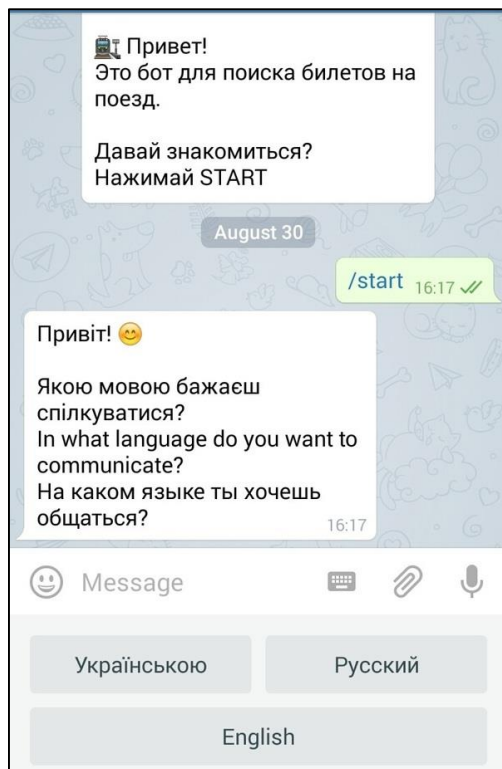 🚉 Привет!
Это бот для поиска билетов на
поезд.
Давай знакомиться?
Нажимай START
August 30
/start 16:17
Привіт! 😊
Якою мовою бажаєш
спілкуватися?
In what language do you want to
communicate?
На каком языке ты хочешь
общаться?
16:17
Message
Українською
Русский
English